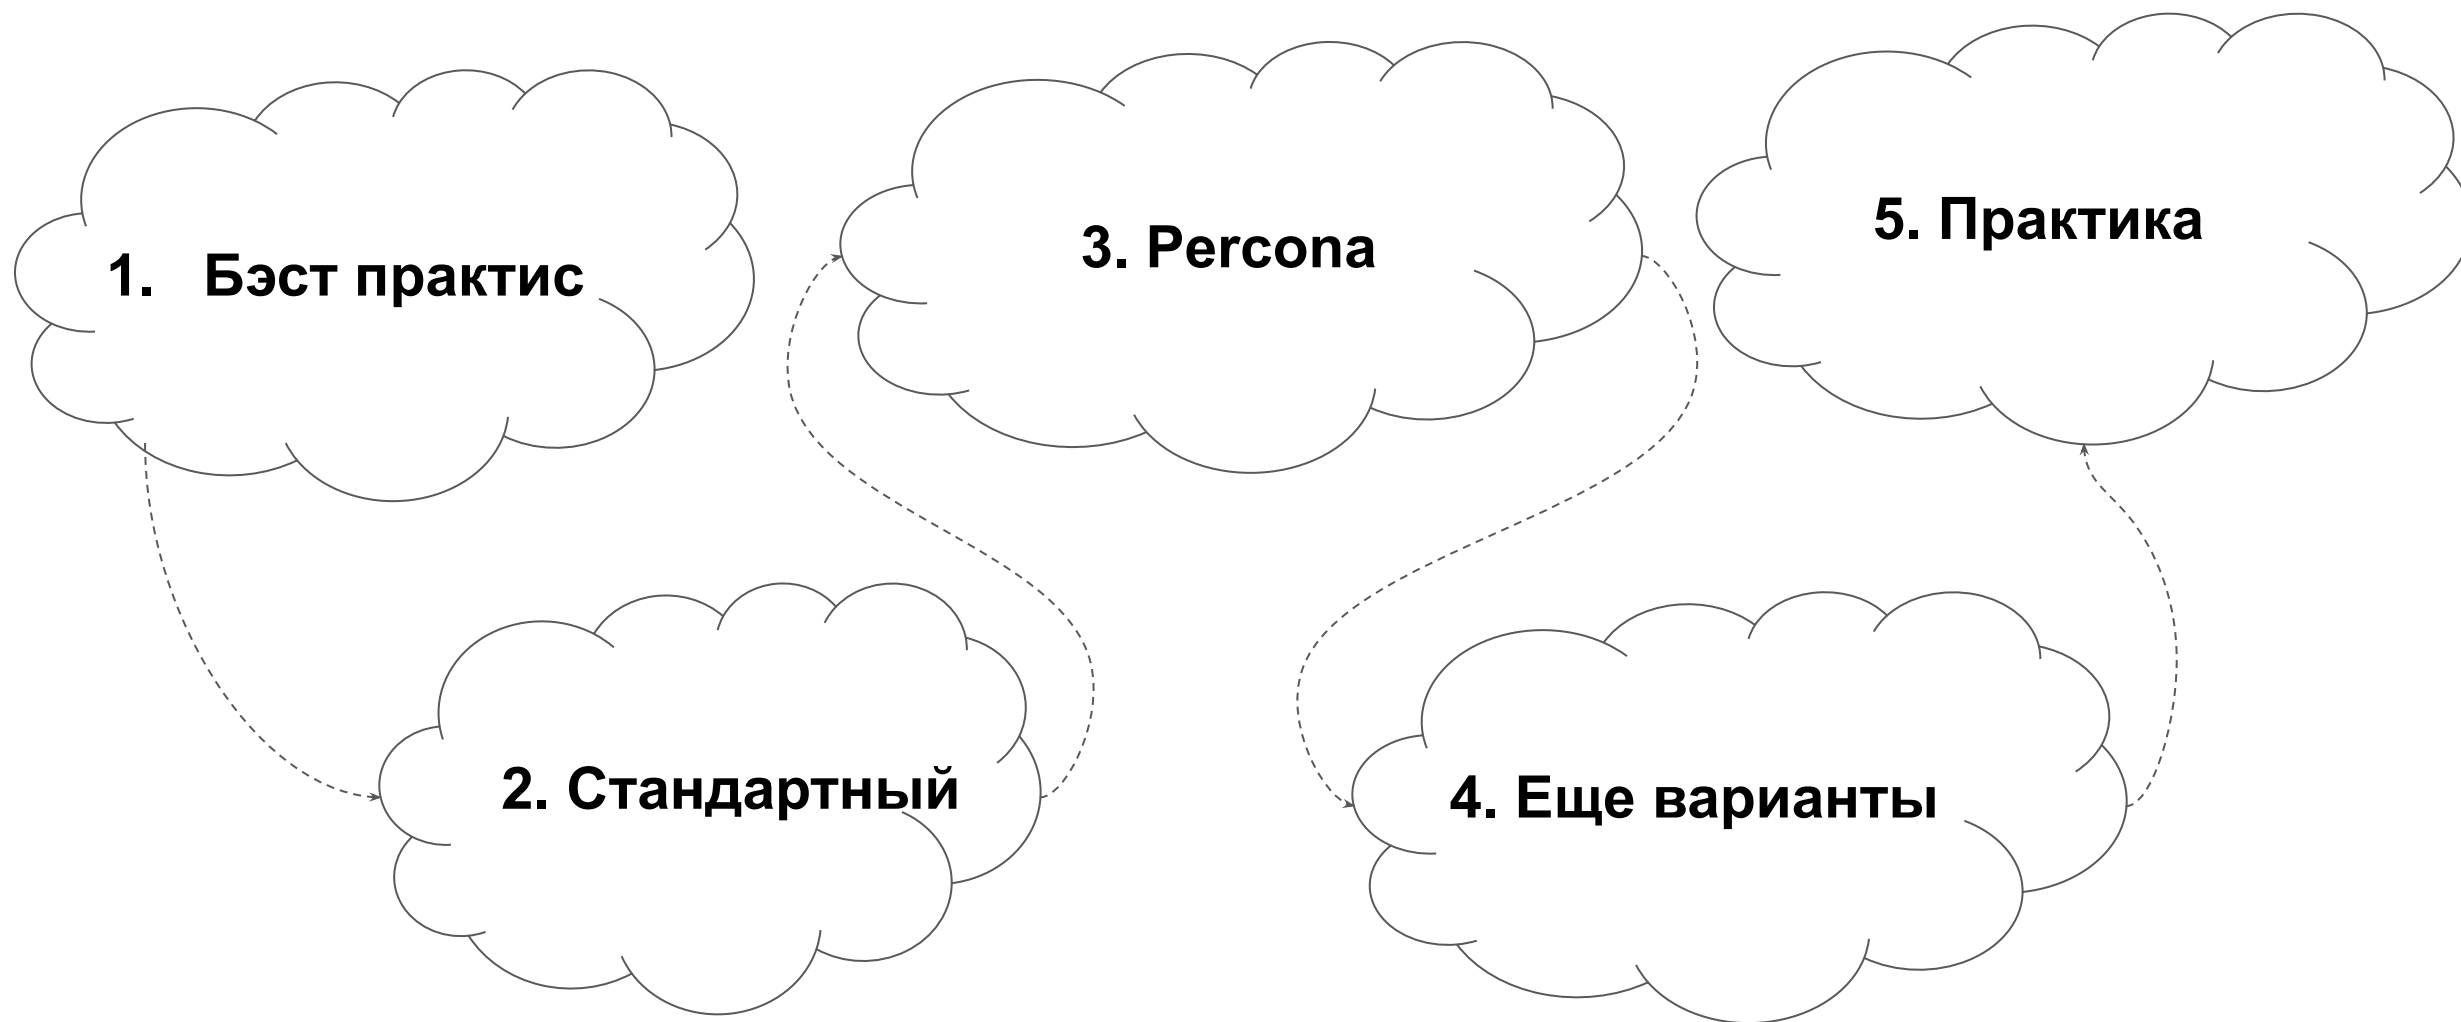 1. Бэст практис
2. Стандартный
3. Percona
4. Еще варианты
5. Практика